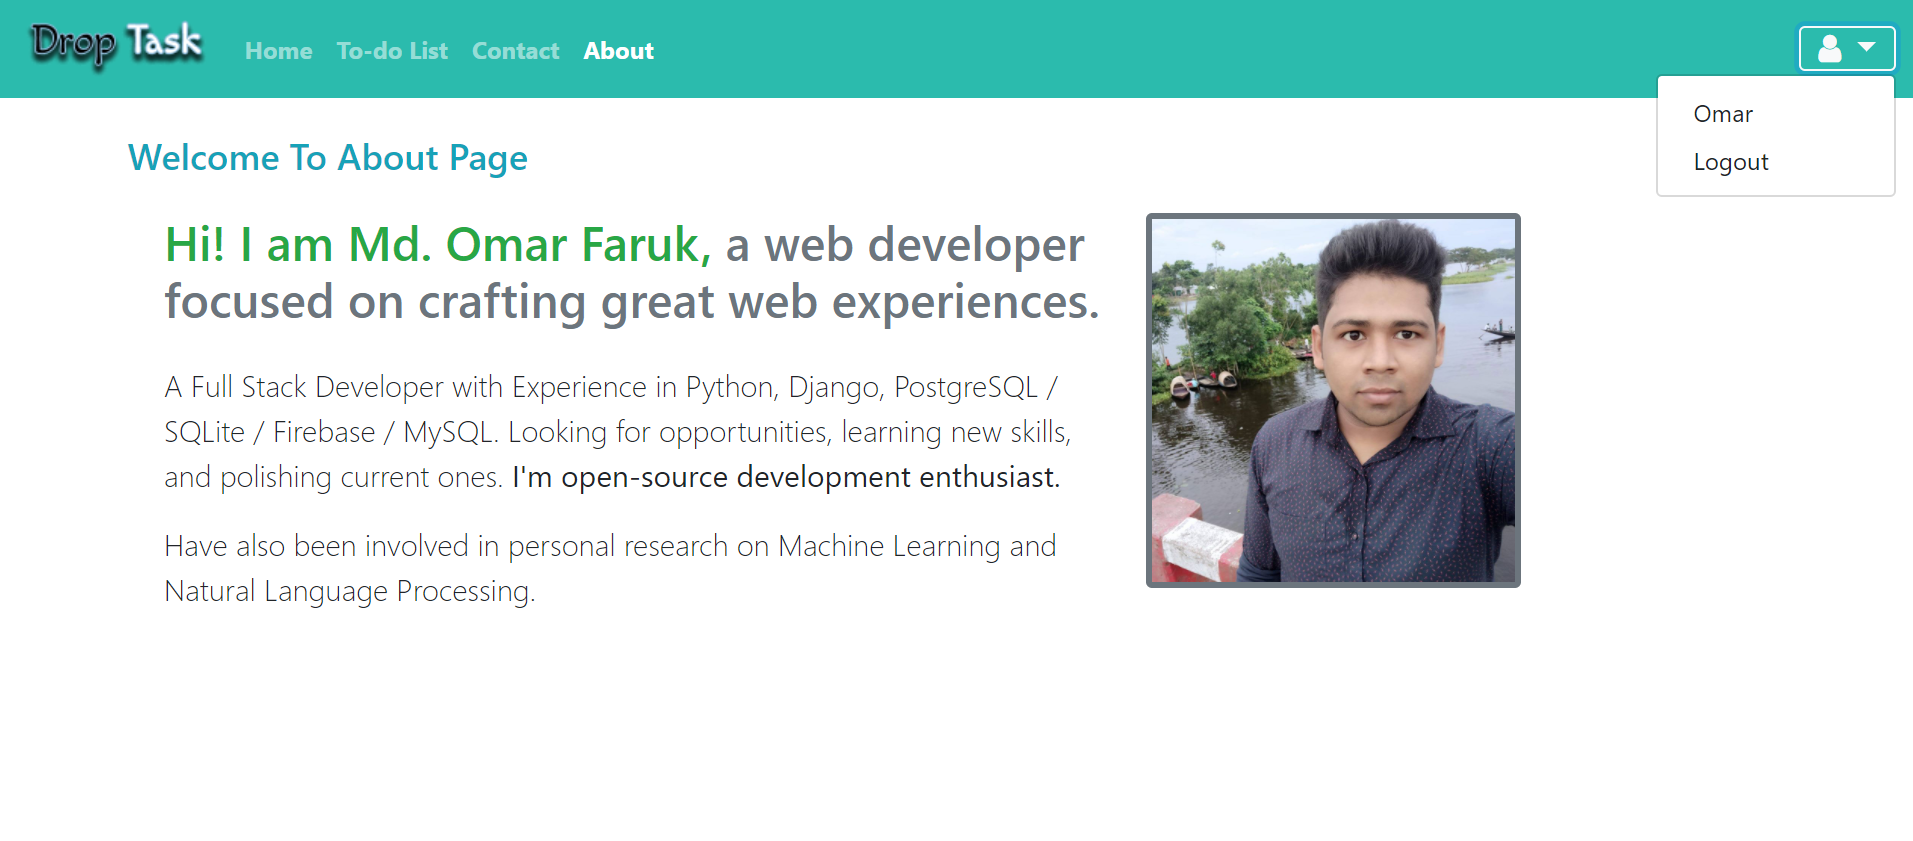 Drop Task
Home To-do List Contact About
Omar
Logout
Welcome To About Page
Hi! I am Md. Omar Faruk, a web developer
focused on crafting great web experiences.
A Full Stack Developer with Experience in Python, Django, PostgreSQL /
SQLite / Firebase / MySQL. Looking for opportunities, learning new skills,
and polishing current ones. I'm open-source development enthusiast.
Have also been involved in personal research on Machine Learning and
Natural Language Processing.